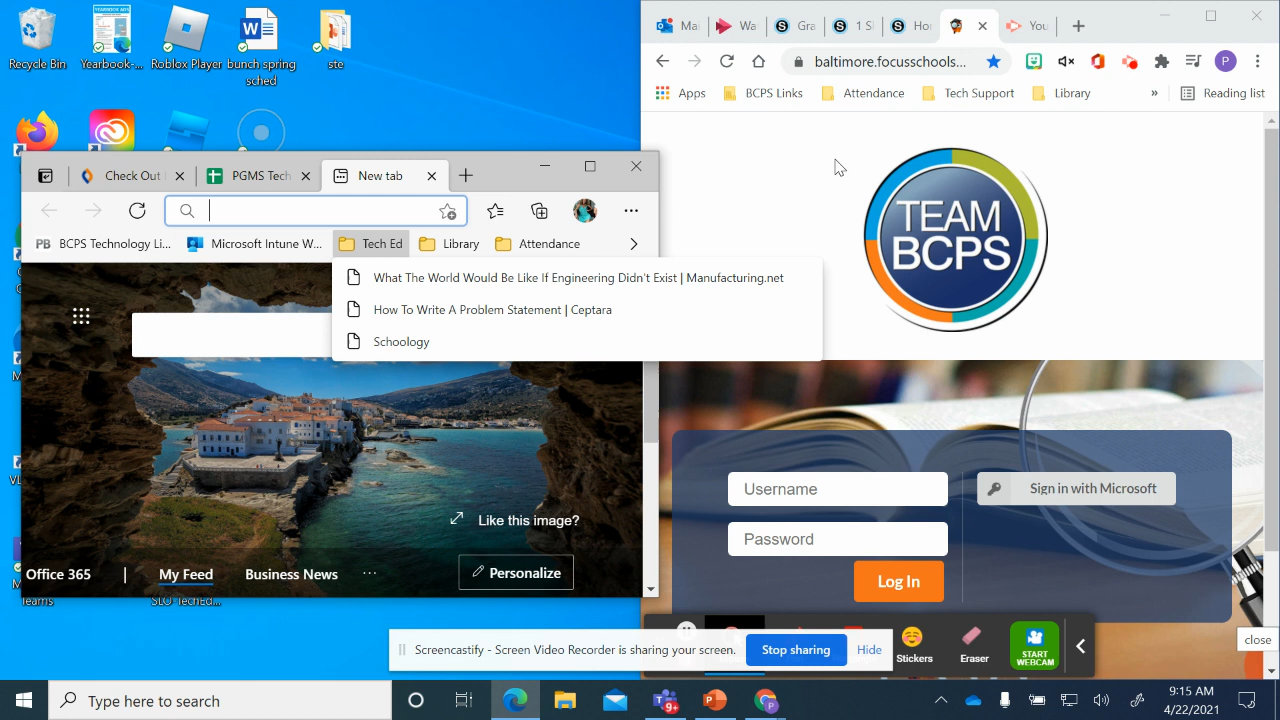 Recycle Bin
Yearbook-...
Roblox Player
bunch spring
sched
ste
Check Out
PGMS Tech
New tab
PB BCPS Technology Li...
Microsoft Intune W...
Tech Ed
Library
Attendance
What The World Would Be Like If Engineering Didn't Exist | Manufacturing.net
How To Write A Problem Statement | Ceptara
Schoology
Like this image?
Office 365
My Feed
Business News
Personalize
Teams
SLO TechEd...
Ma
Wa
1 S
Ho
You
baltimore.focusschools...
P
Apps
BCPS Links
Attendance
Tech Support
Library
»
Reading list
TEAM
BCPS
Username
Password
Log In
Sign in with Microsoft
close
Screencastify - Screen Video Recorder is sharing your screen.
Stop sharing
Hide
Stickers
Eraser
START
WEBCAM
Type here to search
9+
9:15 AM
4/22/2021